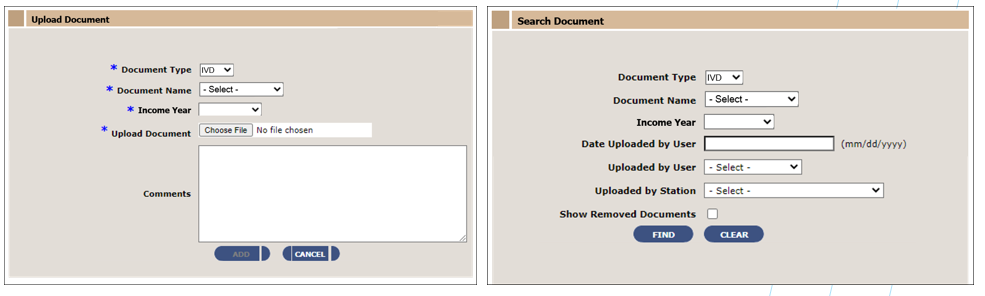 Upload Document
* Document Type IVD
* Document Name - Select -
* Income Year
* Upload Document Choose File No file chosen
Comments
ADD CANCEL
Search Document
Document Type IVD
Document Name - Select -
Income Year
Date Uploaded by User (mm/dd/yyyy)
Uploaded by User - Select -
Uploaded by Station - Select -
Show Removed Documents
FIND CLEAR